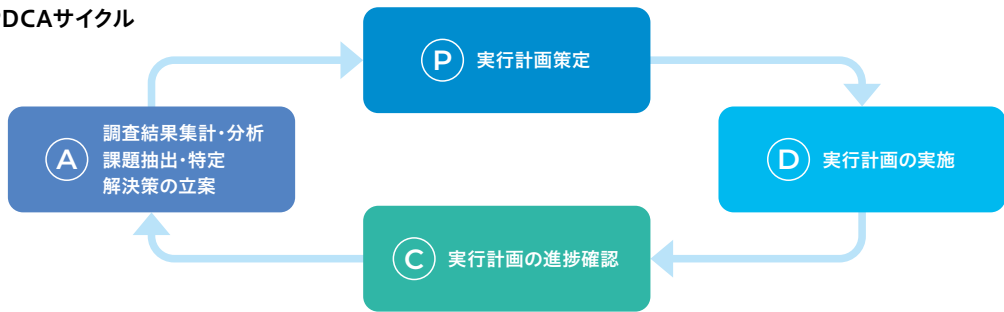 PDCAサイクル
P 実行計画策定
A 調査結果集計・分析
課題抽出・特定
解決策の立案
D 実行計画の実施
C 実行計画の進捗確認